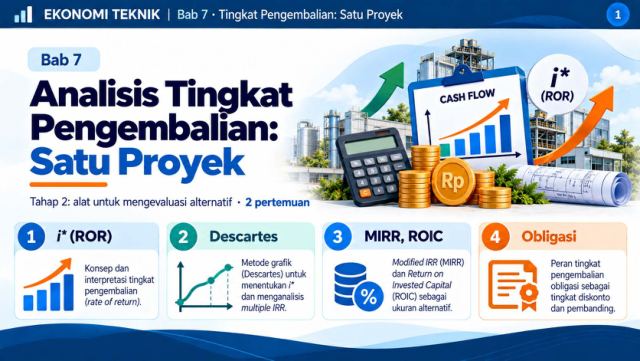 EKONOMI TEKNIK | Bab 7 · Tingkat Pengembalian: Satu Proyek
1
Bab 7
Analisis Tingkat
Pengembalian:
Satu Proyek
Tahap 2: alat untuk mengevaluasi alternatif • 2 pertemuan
CASH FLOW
i*
(ROR)
Rp
1
i* (ROR)
Konsep dan
interpretasi tingkat
pengembalian
(rate of return).
2
Descartes
Metode grafik
(Descartes) untuk
menentukan i*
dan menganalisis
multiple IRR.
3
MIRR, ROIC
Modified IRR (MIRR)
dan Return on
Invested Capital
(ROIC) sebagai
ukuran alternatif.
%
4
Obligasi
Peran tingkat
pengembalian
obligasi sebagai
tingkat diskonto
dan pembanding.